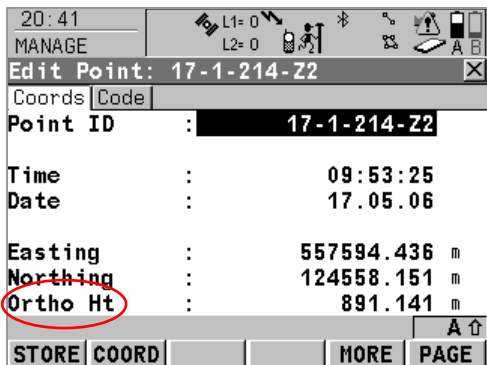 20:41 L1= 0
MANAGE L2= 0 A B
Edit Point: 17-1-214-Z2
Coords Code
Point ID : 17-1-214-Z2
Time : 09:53:25
Date : 17.05.06
Easting : 557594.436 m
Northing : 124558.151 m
Ortho Ht : 891.141 m
A
STORE COORD MORE PAGE